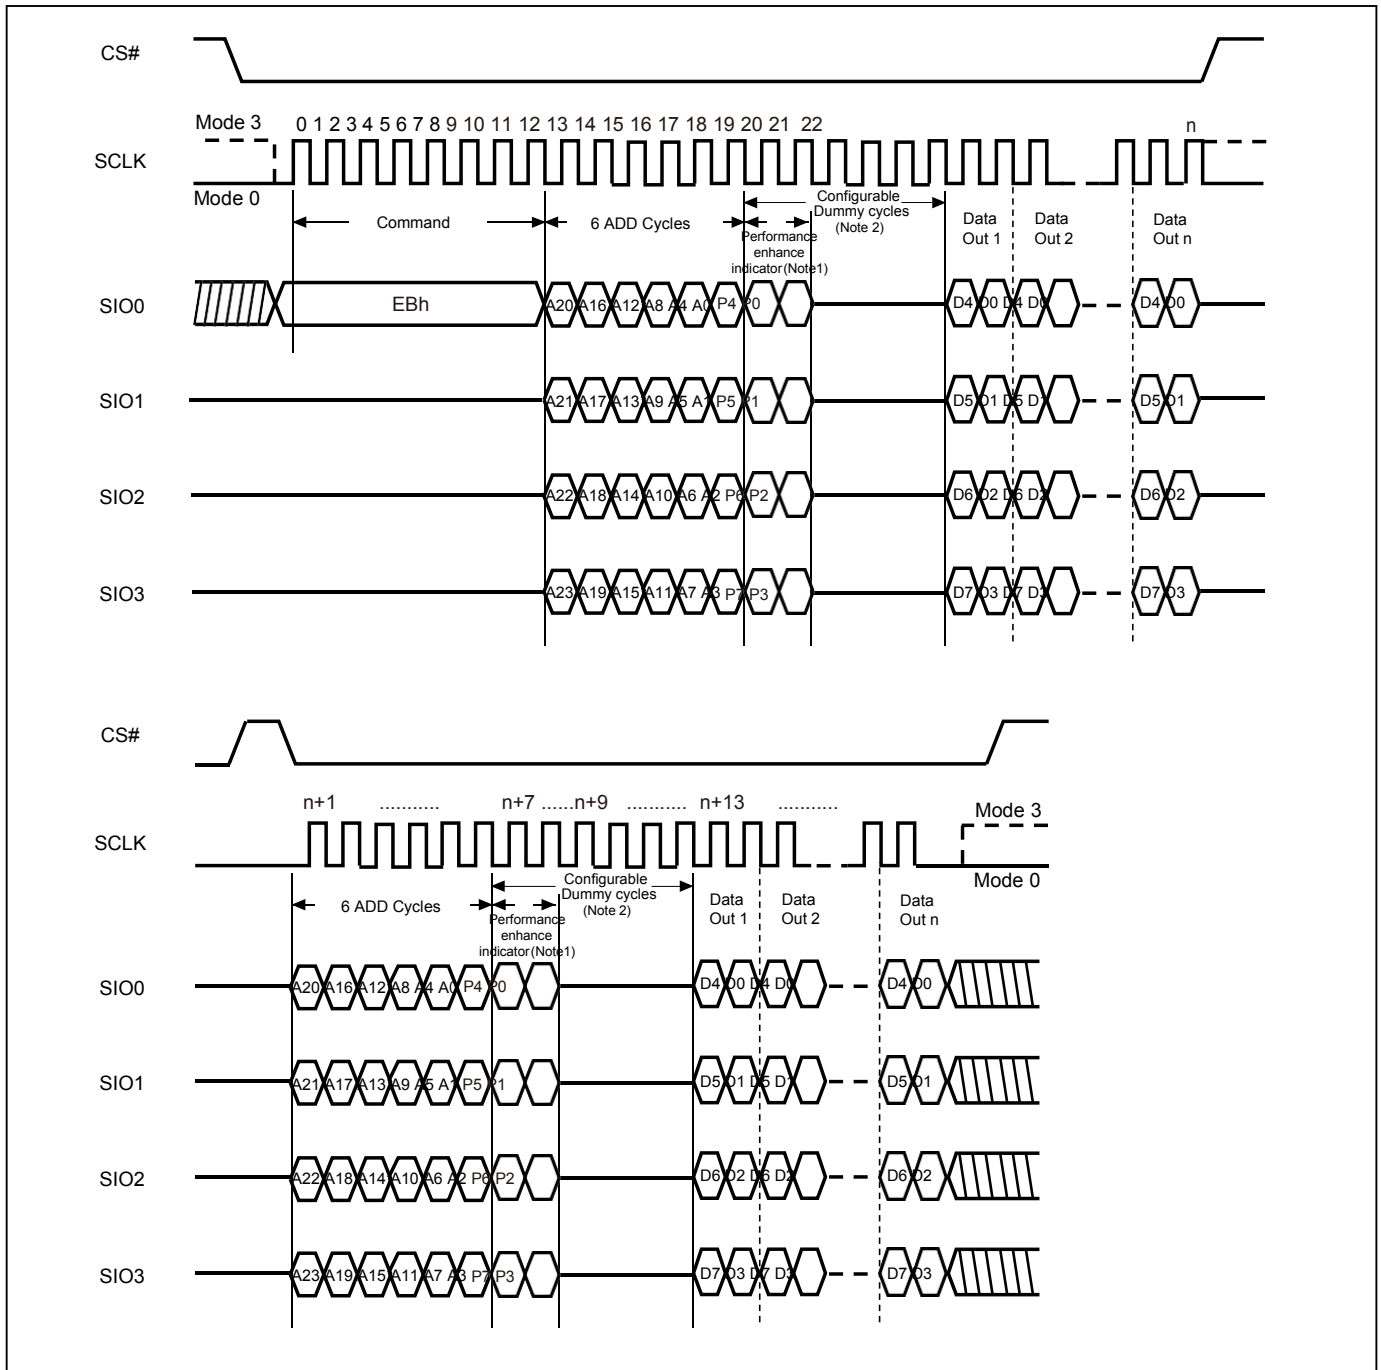 CS#
Mode 3
0 1 2 3 4 5 6 7 8 9 10 11 12 13 14 15 16 17 18 19 20 21 22 n
SCLK
Mode 0
Command
6 ADD Cycles
Configurable
Dummy cycles
(Note 2)
Performance
enhance
indicator(Note1)
Data
Out 1
Data
Out 2
Data
Out n
SIO0 EBh A20 A16 A12 A8 A4 A0 P4 P0 D4 D0 D4 D0 D4 D0
SIO1 A21 A17 A13 A9 A5 A1 P5 P1 D5 D1 D5 D1 D5 D1
SIO2 A22 A18 A14 A10 A6 A2 P6 P2 D6 D2 D6 D2 D6 D2
SIO3 A23 A19 A15 A11 A7 A3 P7 P3 D7 D3 D7 D3 D7 D3
CS#
n+1 ........... n+7 ......n+9 ........... n+13 ...........
Mode 3
SCLK
Mode 0
6 ADD Cycles
Configurable
Dummy cycles
(Note 2)
Performance
enhance
indicator(Note1)
Data
Out 1
Data
Out 2
Data
Out n
SIO0 A20 A16 A12 A8 A4 A0 P4 P0 D4 D0 D4 D0 D4 D0
SIO1 A21 A17 A13 A9 A5 A1 P5 P1 D5 D1 D5 D1 D5 D1
SIO2 A22 A18 A14 A10 A6 A2 P6 P2 D6 D2 D6 D2 D6 D2
SIO3 A23 A19 A15 A11 A7 A3 P7 P3 D7 D3 D7 D3 D7 D3